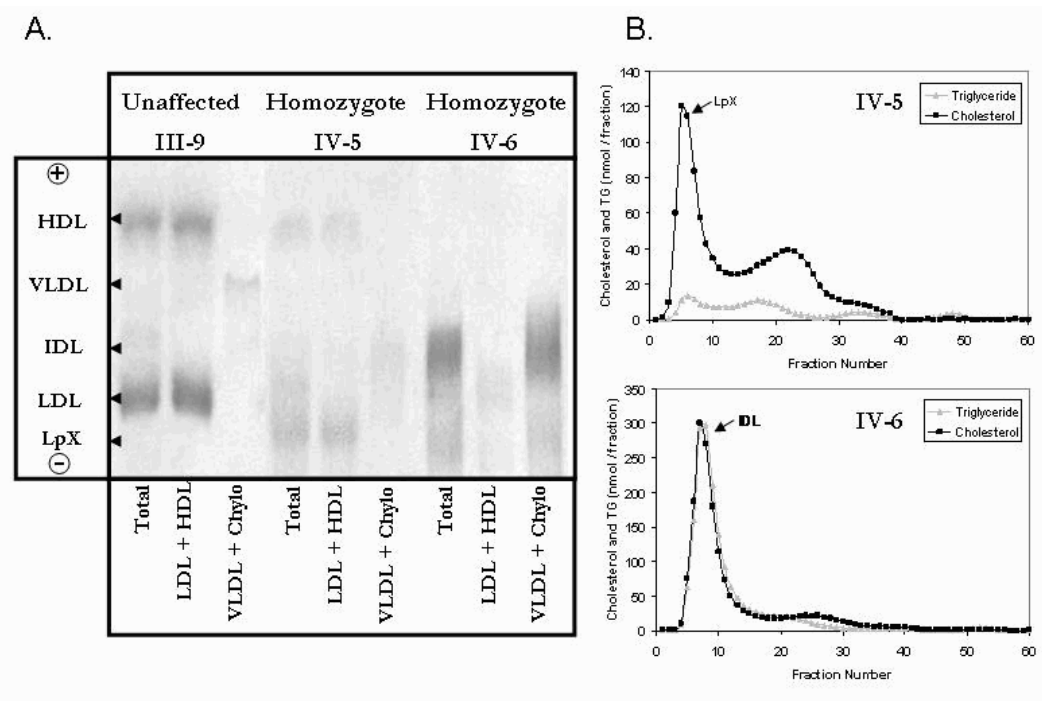 A.
Unaffected Homozygote Homozygote
III-9 IV-5 IV-6
+
HDL
VLDL
IDL
LDL
LpX
−
Total
LDL + HDL
VLDL + Chylo
Total
LDL + HDL
VLDL + Chylo
Total
LDL + HDL
VLDL + Chylo
B.
IV-5
Triglyceride
Cholesterol
LpX
Cholesterol and TG (nmol/fraction)
140
120
100
80
60
40
20
0
0 10 20 30 40 50 60
Fraction Number
IV-6
Triglyceride
Cholesterol
IDL
Cholesterol and TG (nmol/fraction)
350
300
250
200
150
100
50
0
0 10 20 30 40 50 60
Fraction Number